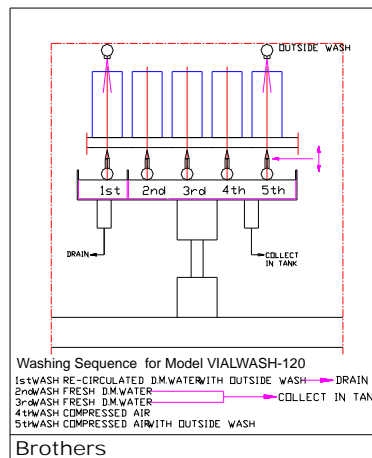 OUTSIDE WASH
1st 2nd 3rd 4th 5th
DRAIN
COLLECT
IN TANK
Washing Sequence for Model VIALWASH-120
1stWASH RE-CIRCULATED D.M.WATERWITH OUTSIDE WASH DRAIN
2ndWASH FRESH D.M.WATER
COLLECT IN TAN
3rdWASH FRESH D.M.WATER
4thWASH COMPRESSED AIR
5thWASH COMPRESSED AIRWITH OUTSIDE WASH
Brothers